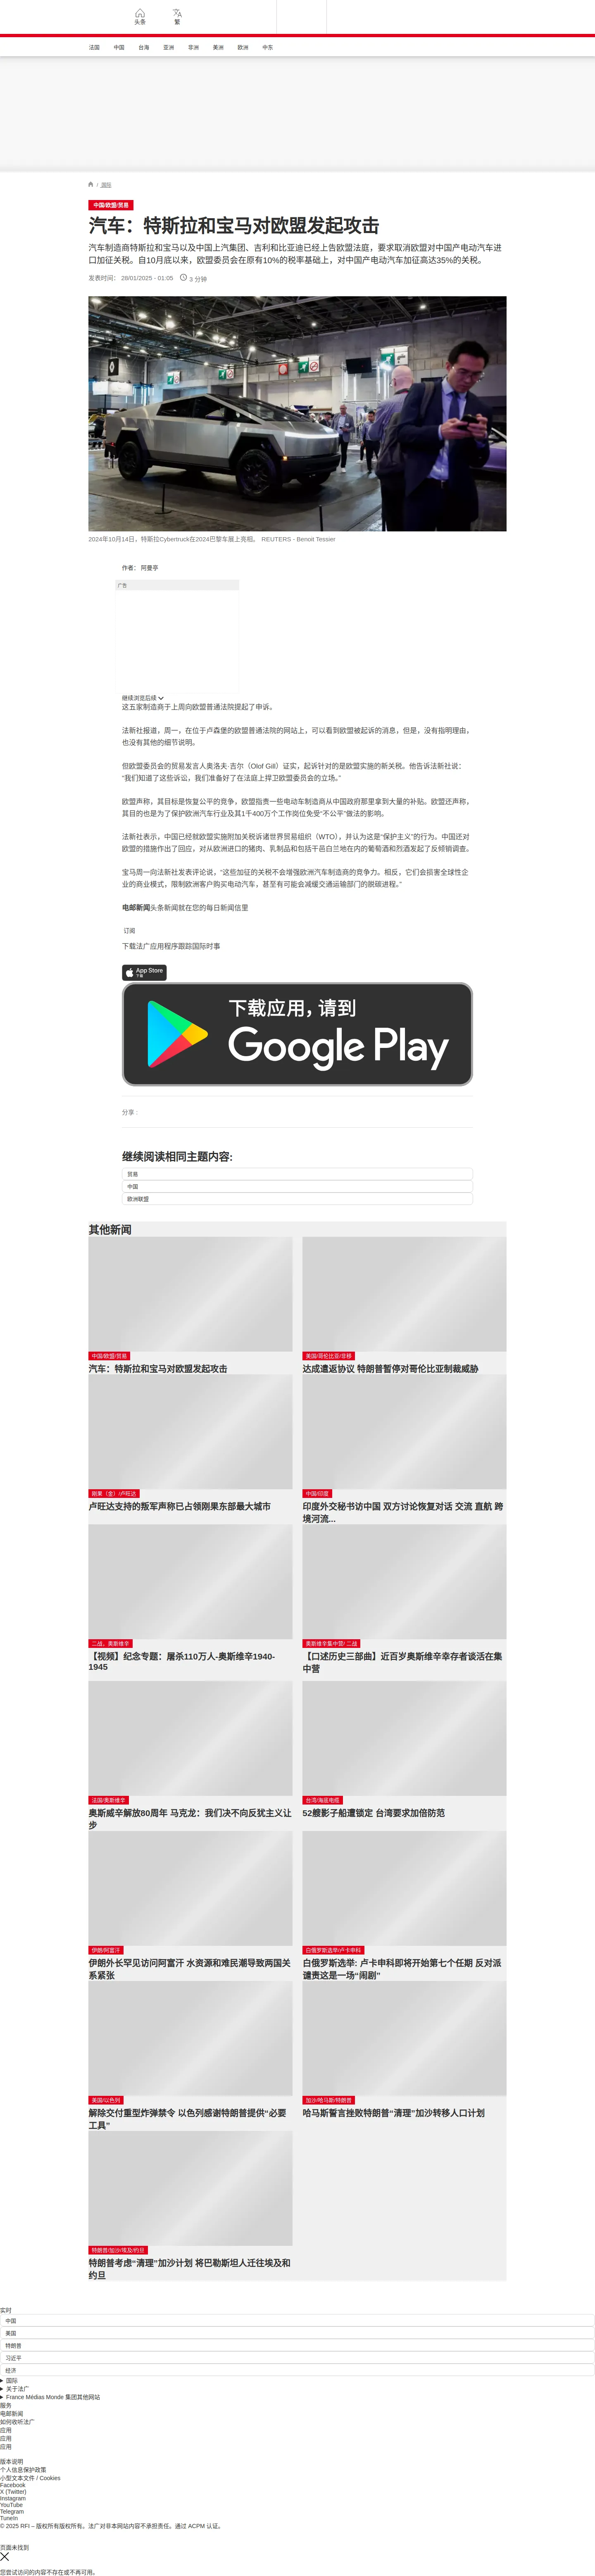 头条
繁
法国
中国
台海
亚洲
非洲
美洲
欧洲
中东
/ 国际
中国/欧盟/贸易
汽车：特斯拉和宝马对欧盟发起攻击
汽车制造商特斯拉和宝马以及中国上汽集团、吉利和比亚迪已经上告欧盟法庭，要求取消欧盟对中国产电动汽车进
口加征关税。自10月底以来，欧盟委员会在原有10%的税率基础上，对中国产电动汽车加征高达35%的关税。
发表时间： 28/01/2025 - 01:05
3 分钟
2024年10月14日，特斯拉Cybertruck在2024巴黎车展上亮相。 REUTERS - Benoit Tessier
作者： 阿曼亭
广告
继续浏览后续
这五家制造商于上周向欧盟普通法院提起了申诉。
法新社报道，周一，在位于卢森堡的欧盟普通法院的网站上，可以看到欧盟被起诉的消息，但是，没有指明理由，
也没有其他的细节说明。
但欧盟委员会的贸易发言人奥洛夫·吉尔（Olof Gill）证实，起诉针对的是欧盟实施的新关税。他告诉法新社说：
“我们知道了这些诉讼，我们准备好了在法庭上捍卫欧盟委员会的立场。”
欧盟声称，其目标是恢复公平的竞争，欧盟指责一些电动车制造商从中国政府那里拿到大量的补贴。欧盟还声称，
其目的也是为了保护欧洲汽车行业及其1千400万个工作岗位免受“不公平”做法的影响。
法新社表示，中国已经就欧盟实施附加关税诉诸世界贸易组织（WTO），并认为这是“保护主义”的行为。中国还对
欧盟的措施作出了回应，对从欧洲进口的猪肉、乳制品和包括干邑白兰地在内的葡萄酒和烈酒发起了反倾销调查。
宝马周一向法新社发表评论说，“这些加征的关税不会增强欧洲汽车制造商的竞争力。相反，它们会损害全球性企
业的商业模式，限制欧洲客户购买电动汽车，甚至有可能会减缓交通运输部门的脱碳进程。”
电邮新闻头条新闻就在您的每日新闻信里
订阅
下载法广应用程序跟踪国际时事
App Store
下载
下载应用，请到
Google Play
分享 :
继续阅读相同主题内容:
贸易
中国
欧洲联盟
其他新闻
中国/欧盟/贸易
汽车：特斯拉和宝马对欧盟发起攻击
美国/哥伦比亚/非移
达成遣返协议 特朗普暂停对哥伦比亚制裁威胁
刚果（金）/卢旺达
卢旺达支持的叛军声称已占领刚果东部最大城市
中国/印度
印度外交秘书访中国 双方讨论恢复对话 交流 直航 跨
境河流...
二战，奥斯维辛
【视频】纪念专题：屠杀110万人-奥斯维辛1940-
1945
奥斯维辛集中营/ 二战
【口述历史三部曲】近百岁奥斯维辛幸存者谈活在集
中营
法国/奥斯维辛
奥斯威辛解放80周年 马克龙：我们决不向反犹主义让
步
台湾/海底电缆
52艘影子船遭锁定 台湾要求加倍防范
伊朗/阿富汗
伊朗外长罕见访问阿富汗 水资源和难民潮导致两国关
系紧张
白俄罗斯选举/卢卡申科
白俄罗斯选举: 卢卡申科即将开始第七个任期 反对派
谴责这是一场“闹剧”
美国/以色列
解除交付重型炸弹禁令 以色列感谢特朗普提供“必要
工具”
加沙/哈马斯/特朗普
哈马斯誓言挫败特朗普“清理”加沙转移人口计划
特朗普/加沙/埃及/约旦
特朗普考虑“清理”加沙计划 将巴勒斯坦人迁往埃及和
约旦
实时
中国
美国
特朗普
习近平
经济
国际
关于法广
France Médias Monde 集团其他网站
服务
电邮新闻
如何收听法广
应用
应用
应用
版本说明
个人信息保护政策
小型文本文件 / Cookies
Facebook
X (Twitter)
Instagram
YouTube
Telegram
TuneIn
© 2025 RFI – 版权所有版权所有。法广对非本网站内容不承担责任。通过 ACPM 认证。
页面未找到
您尝试访问的内容不存在或不再可用。